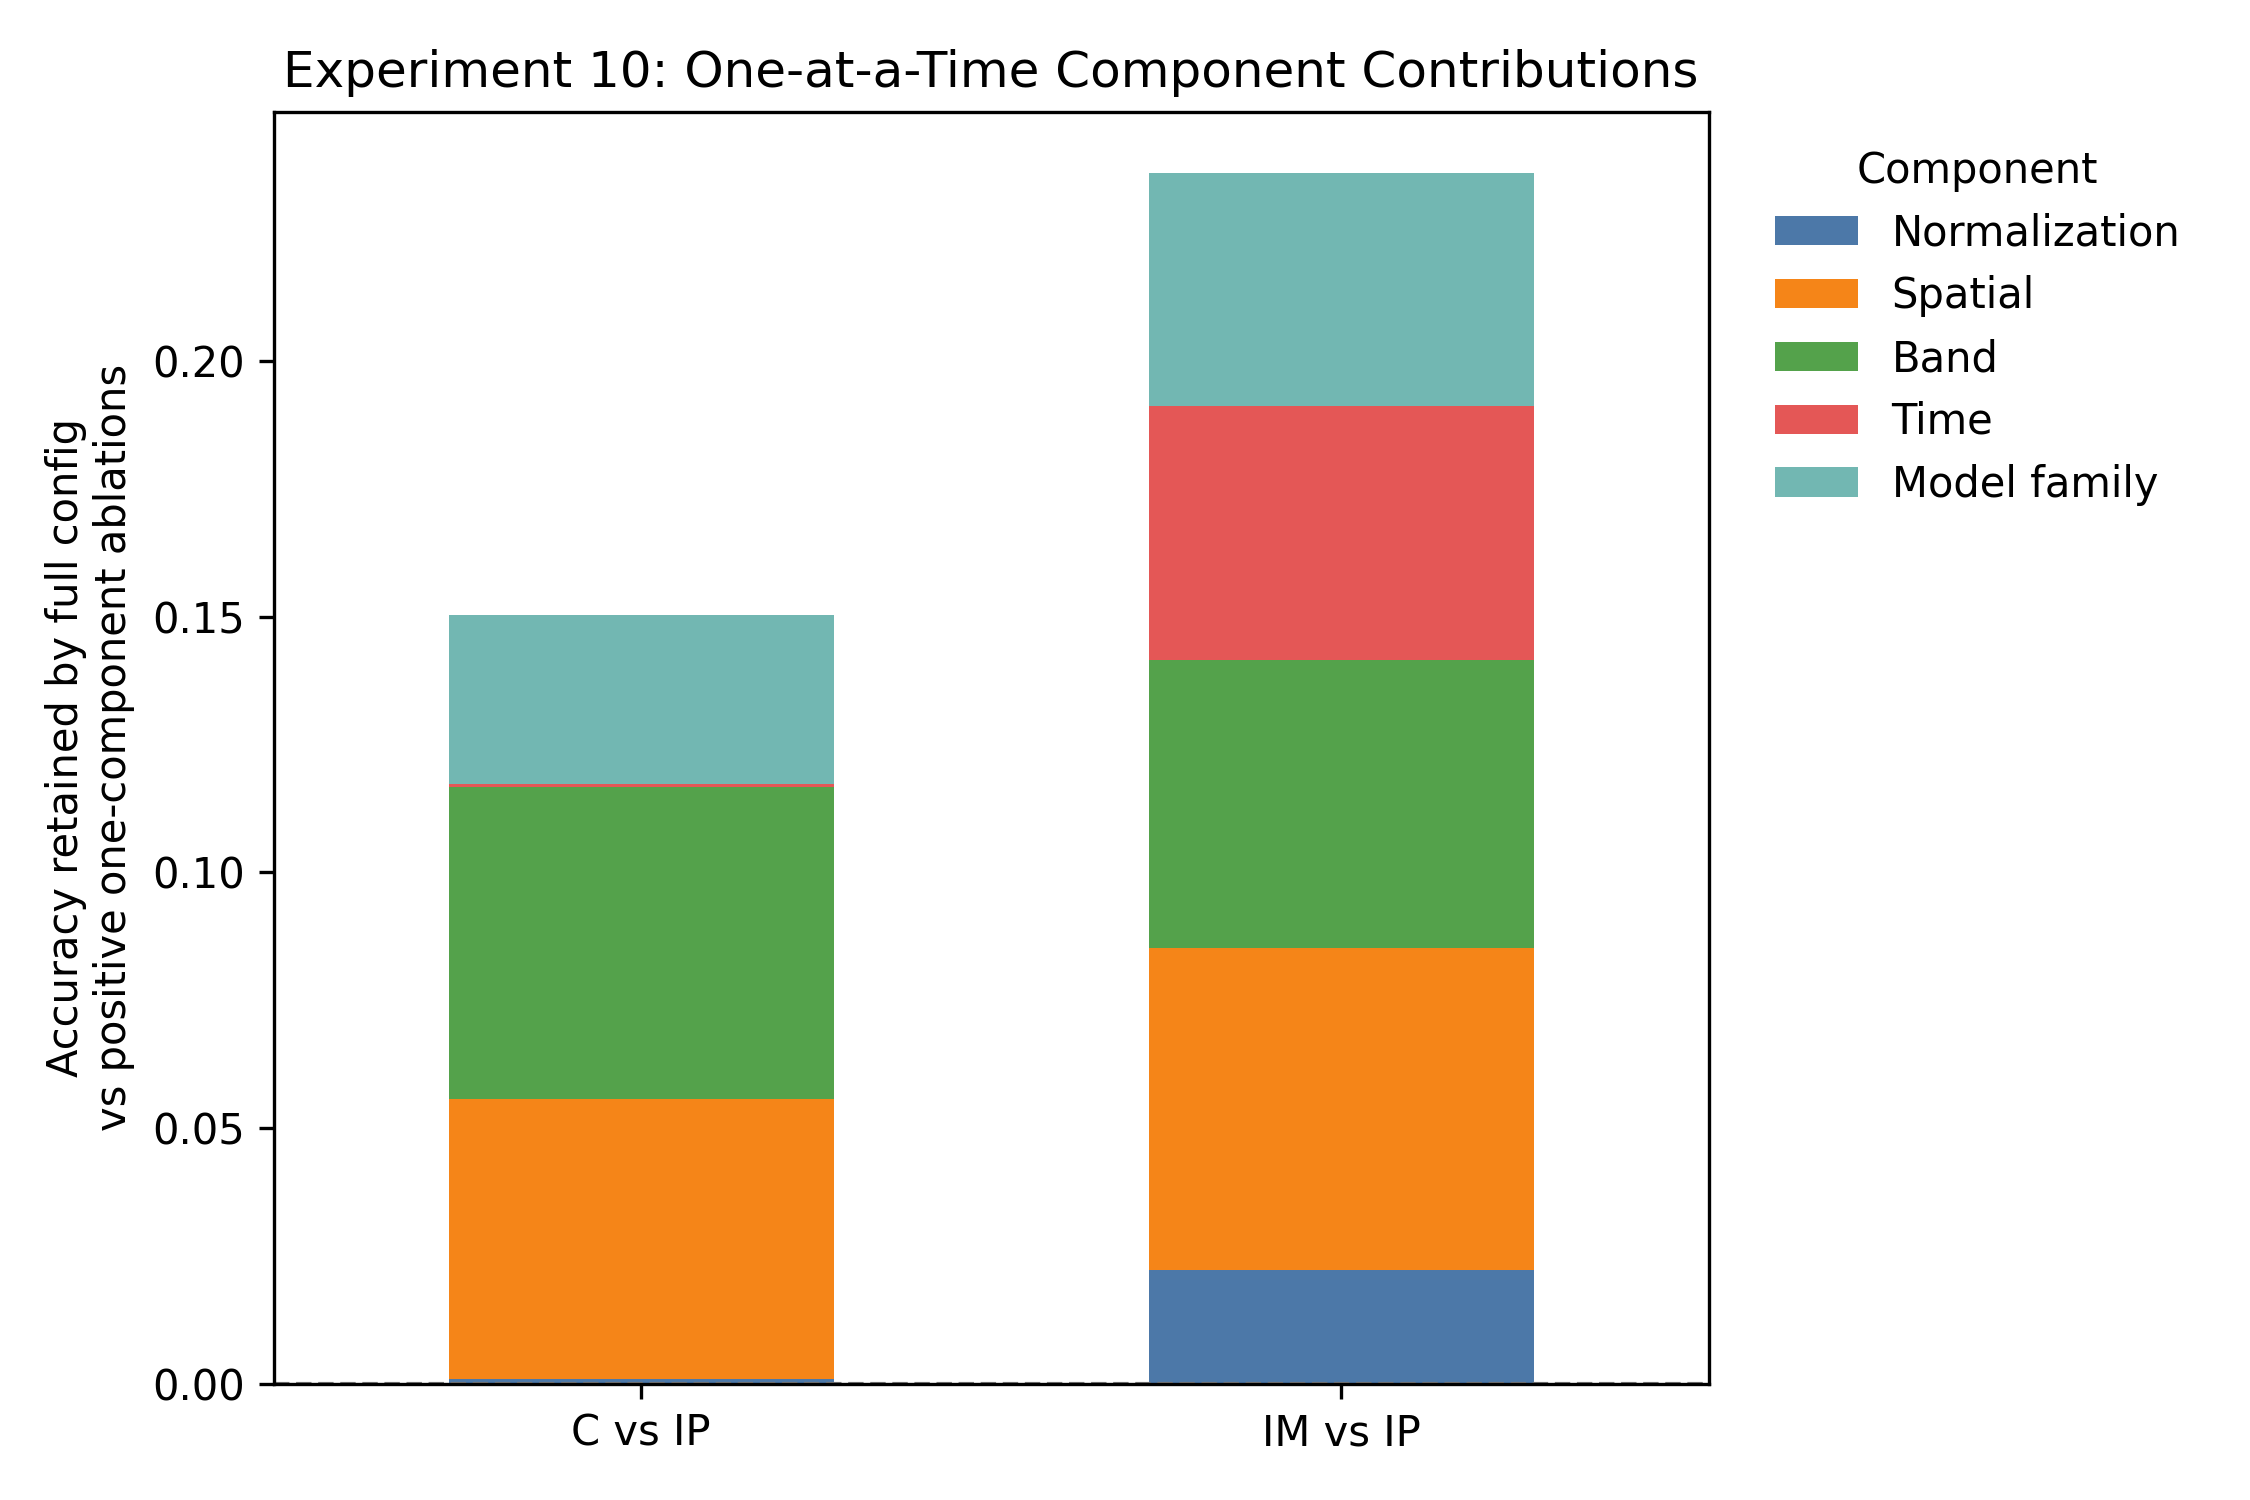 Experiment 10: One-at-a-Time Component Contributions
Accuracy retained by full config
vs positive one-component ablations
0.20
0.15
0.10
0.05
0.00
C vs IP
IM vs IP
Component
Normalization
Spatial
Band
Time
Model family